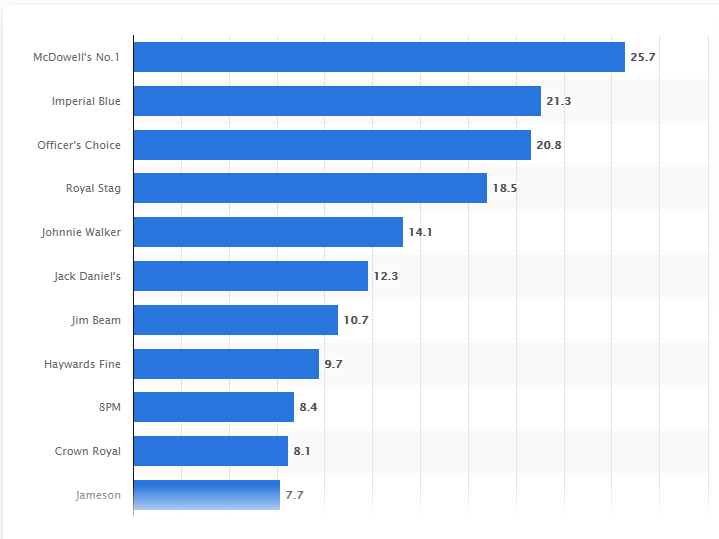 McDowell's No.1 25.7
Imperial Blue 21.3
Officer's Choice 20.8
Royal Stag 18.5
Johnnie Walker 14.1
Jack Daniel's 12.3
Jim Beam 10.7
Haywards Fine 9.7
8PM 8.4
Crown Royal 8.1
Jameson 7.7